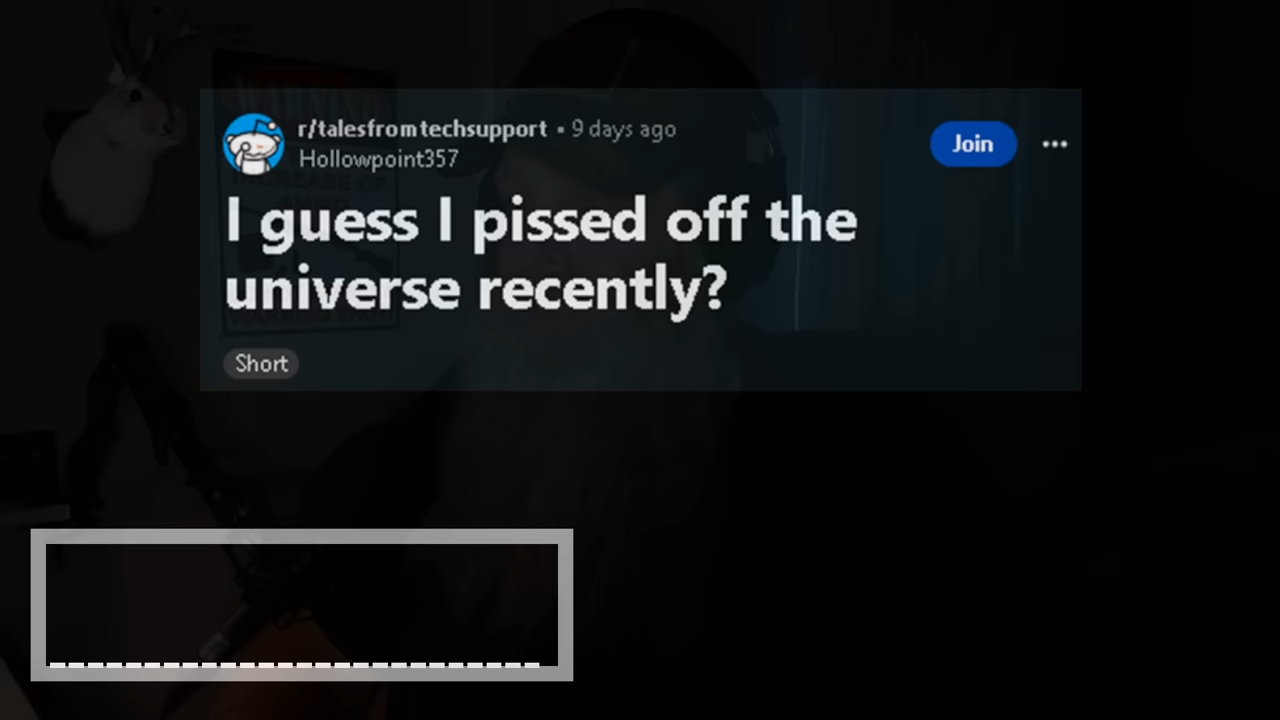 r/talesfromtechsupport • 9 days ago
Hollowpoint357
Join
I guess I pissed off the
universe recently?
Short